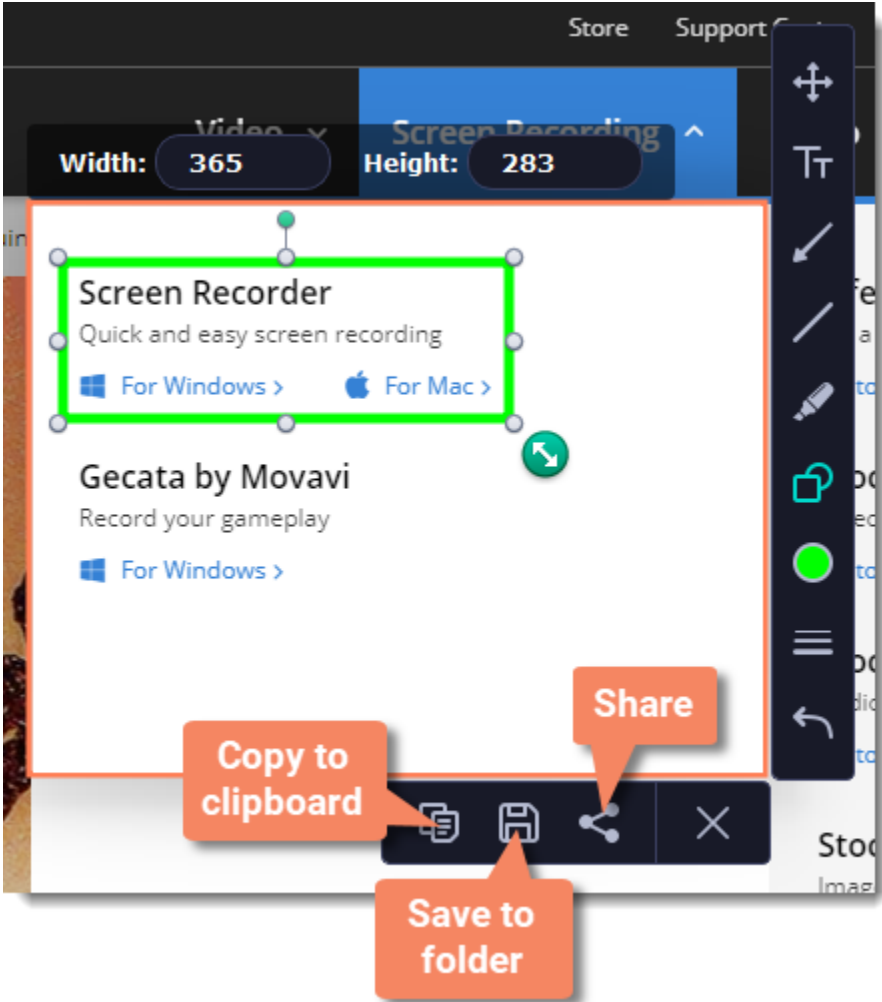 Store Support
Video Screen Recording
Width: 365 Height: 283
Screen Recorder
Quick and easy screen recording
For Windows > For Mac >
Gecata by Movavi
Record your gameplay
For Windows >
Share
Copy to
clipboard
Save to
folder